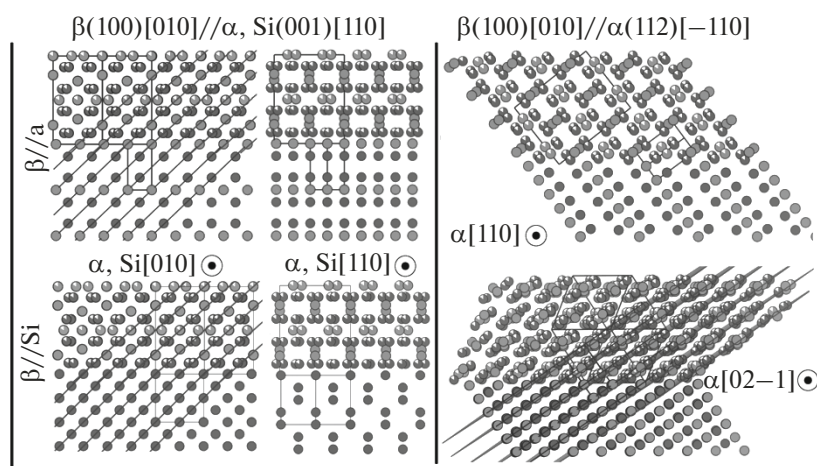 β(100)[010]//α, Si(001)[110]
β(100)[010]//α(112)[−110]
β//a
α[110]
α, Si[010]
α, Si[110]
β//Si
α[02−1]